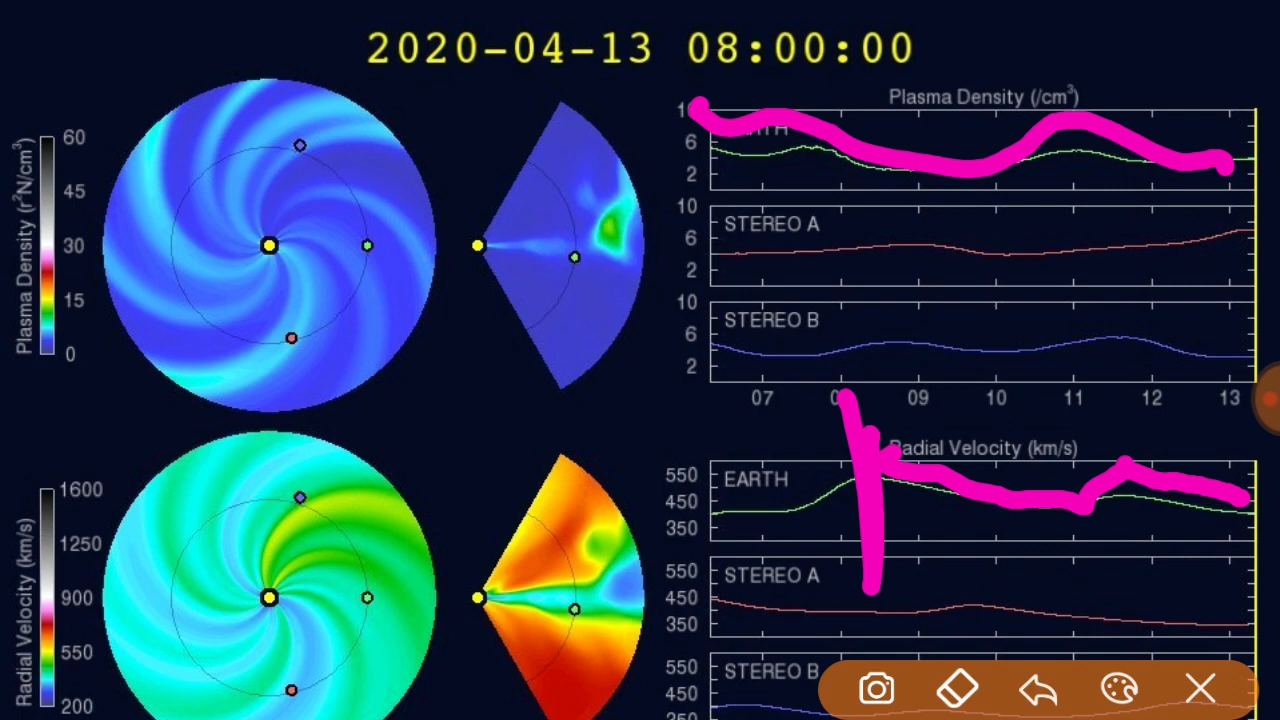 2020-04-13 08:00:00
Plasma Density (r²N/cm³)
60
45
30
15
0
Plasma Density (/cm³)
6
2
10
STEREO A
6
2
10
STEREO B
6
2
07 09 10 11 12 13
Radial Velocity (km/s)
1600
1250
900
550
200
Radial Velocity (km/s)
550
EARTH
450
350
550
STEREO A
450
350
550
STEREO B
450